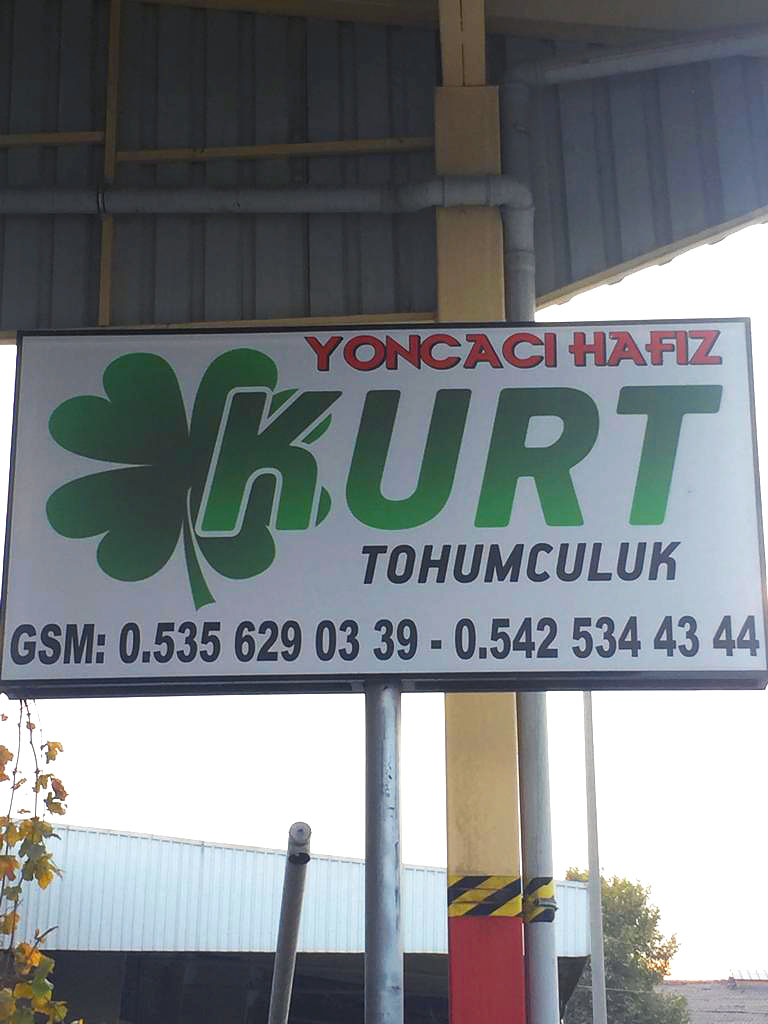 YONCACI HAFIZ
KURT
TOHUMCULUK
GSM: 0.535 629 03 39 - 0.542 534 43 44